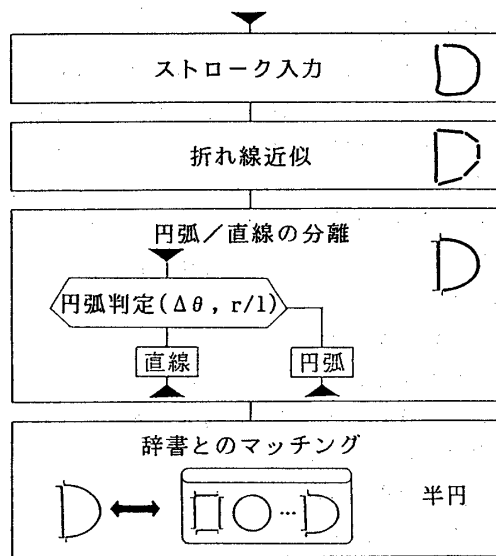 ストローク入力
折れ線近似
円弧／直線の分離
円弧判定(Δθ, r/l)
直線
円弧
辞書とのマッチング
…
半円